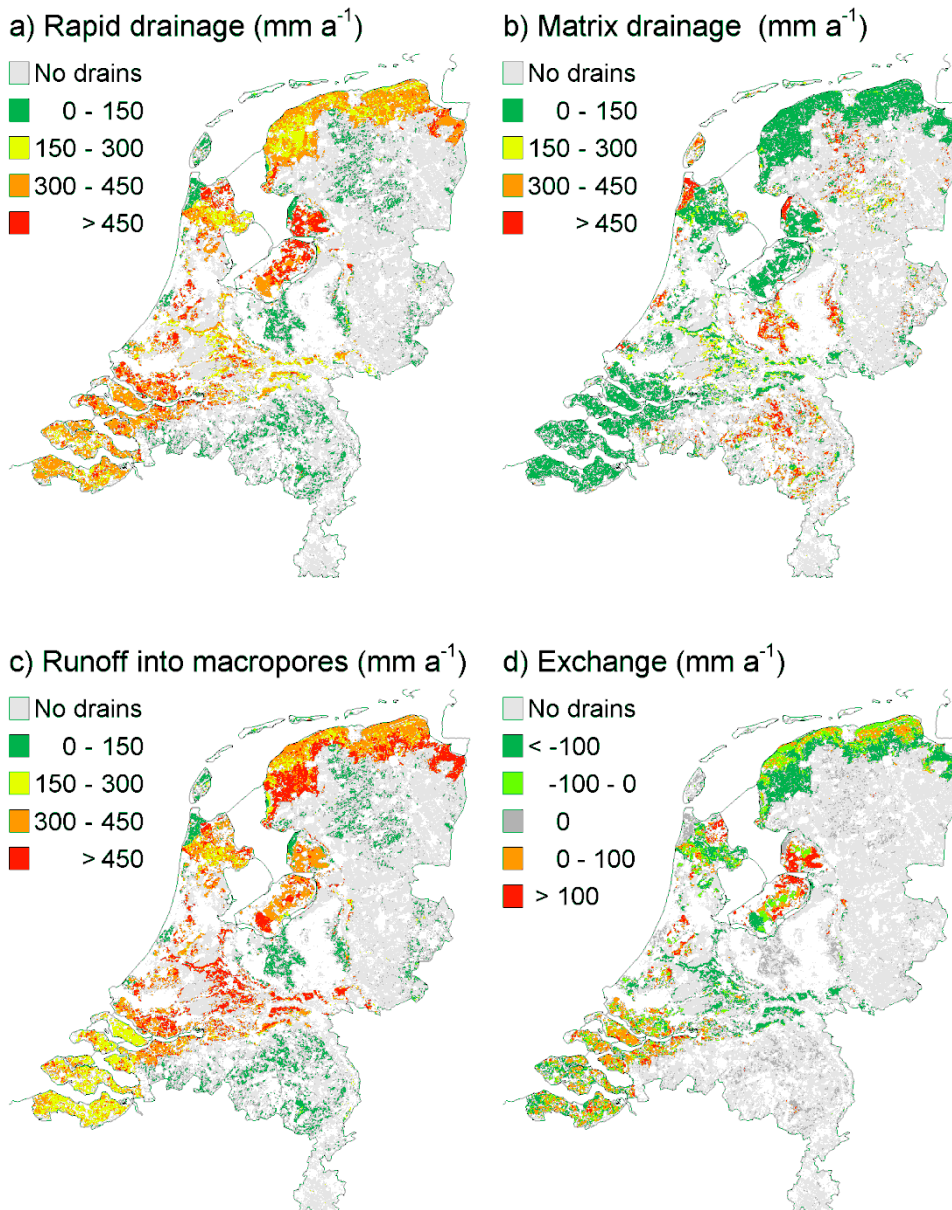 a) Rapid drainage (mm a-1)
No drains
0 - 150
150 - 300
300 - 450
> 450
b) Matrix drainage (mm a-1)
No drains
0 - 150
150 - 300
300 - 450
> 450
c) Runoff into macropores (mm a-1)
No drains
0 - 150
150 - 300
300 - 450
> 450
d) Exchange (mm a-1)
No drains
< -100
-100 - 0
0
0 - 100
> 100